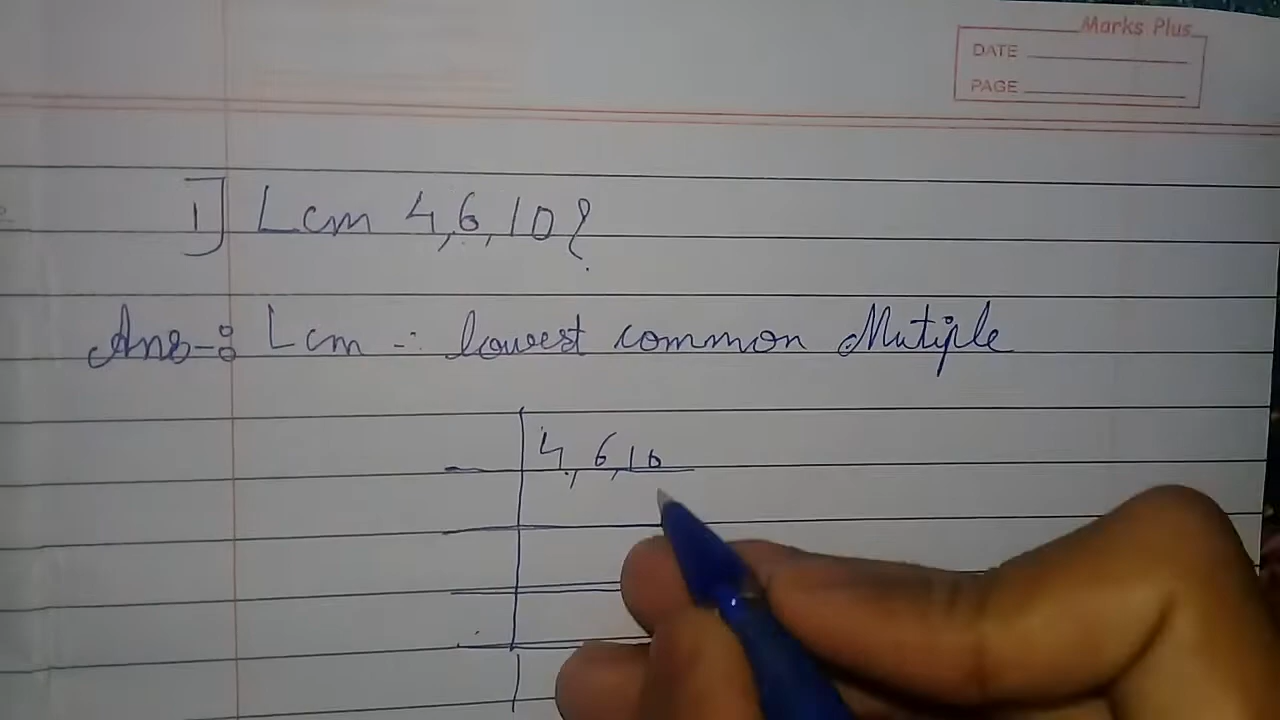 Marks Plus
DATE
PAGE
1] Lcm 4,6,10?
Ans-: Lcm -: lowest common Mutiple
4, 6, 10